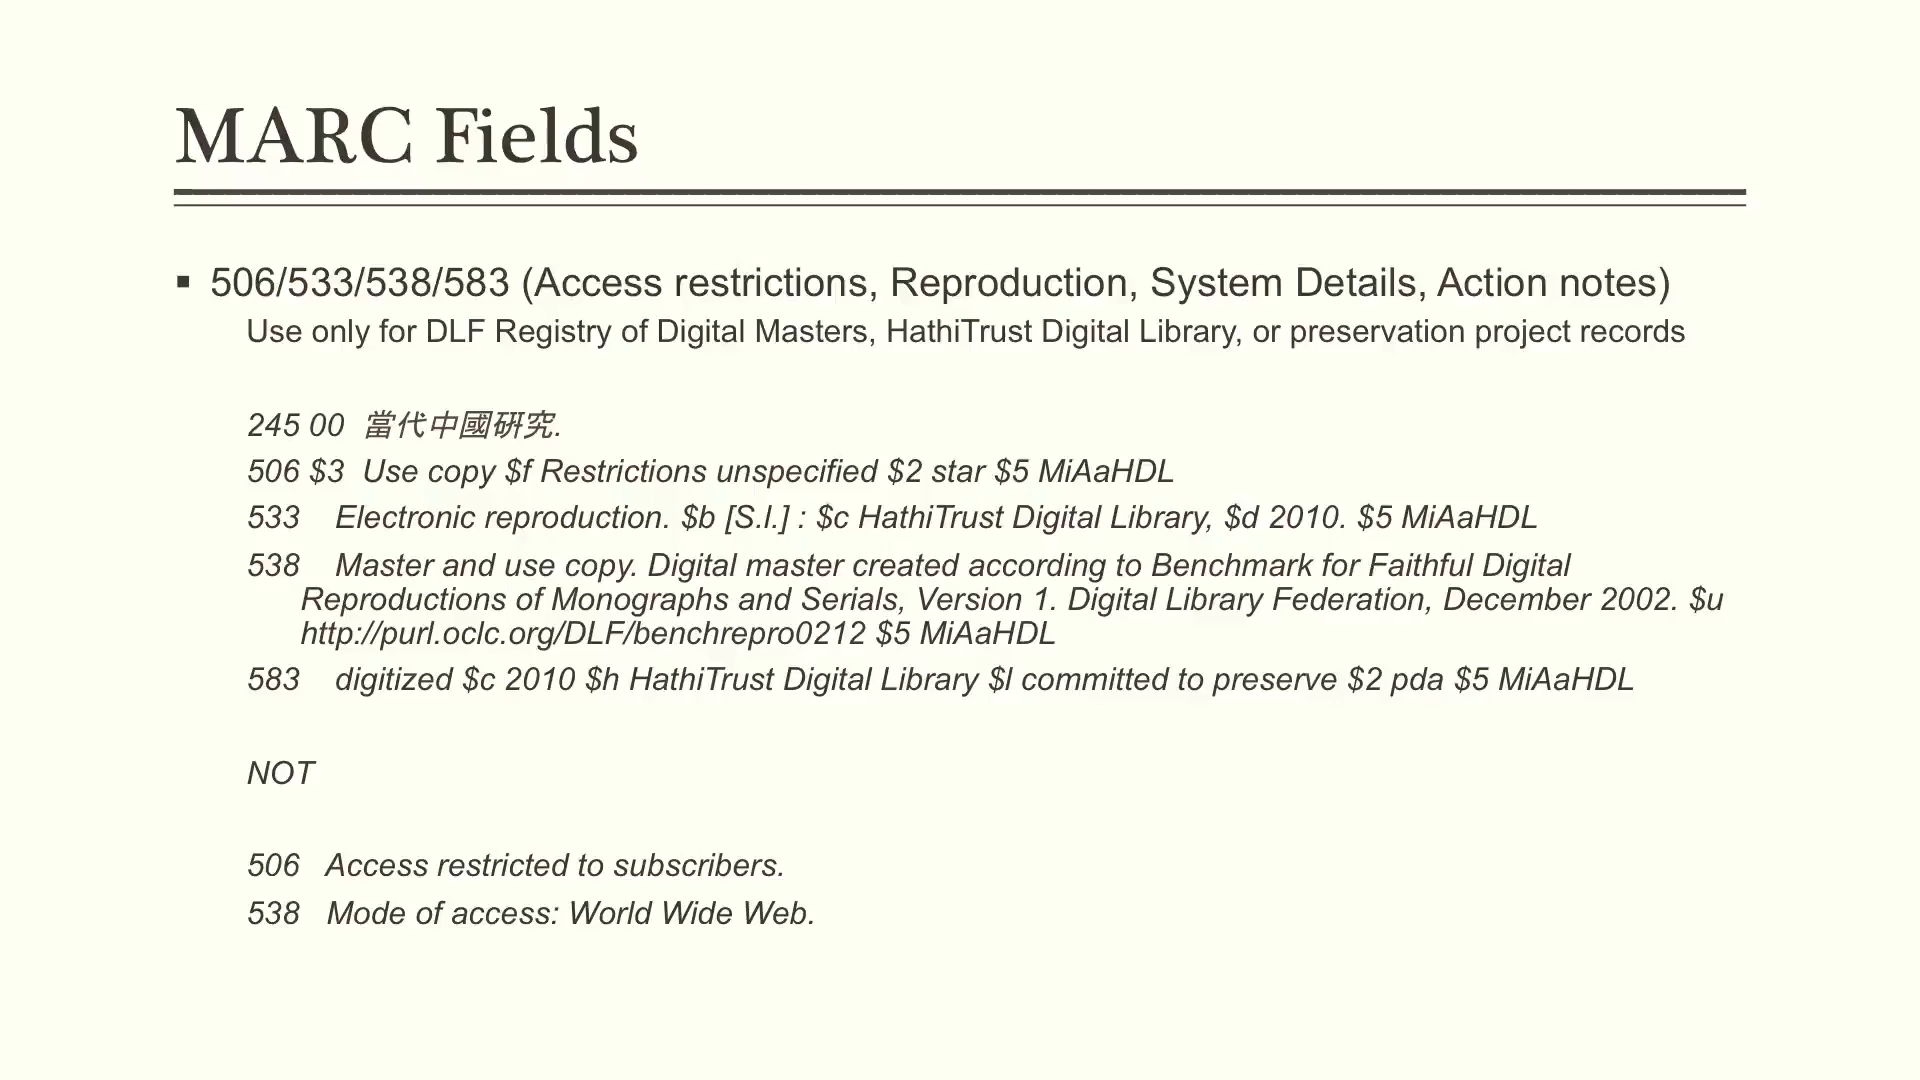 MARC Fields
▪ 506/533/538/583 (Access restrictions, Reproduction, System Details, Action notes)
Use only for DLF Registry of Digital Masters, HathiTrust Digital Library, or preservation project records
245 00 當代中國研究.
506 $3 Use copy $f Restrictions unspecified $2 star $5 MiAaHDL
533 Electronic reproduction. $b [S.l.] : $c HathiTrust Digital Library, $d 2010. $5 MiAaHDL
538 Master and use copy. Digital master created according to Benchmark for Faithful Digital
Reproductions of Monographs and Serials, Version 1. Digital Library Federation, December 2002. $u
http://purl.oclc.org/DLF/benchrepro0212 $5 MiAaHDL
583 digitized $c 2010 $h HathiTrust Digital Library $l committed to preserve $2 pda $5 MiAaHDL
NOT
506 Access restricted to subscribers.
538 Mode of access: World Wide Web.